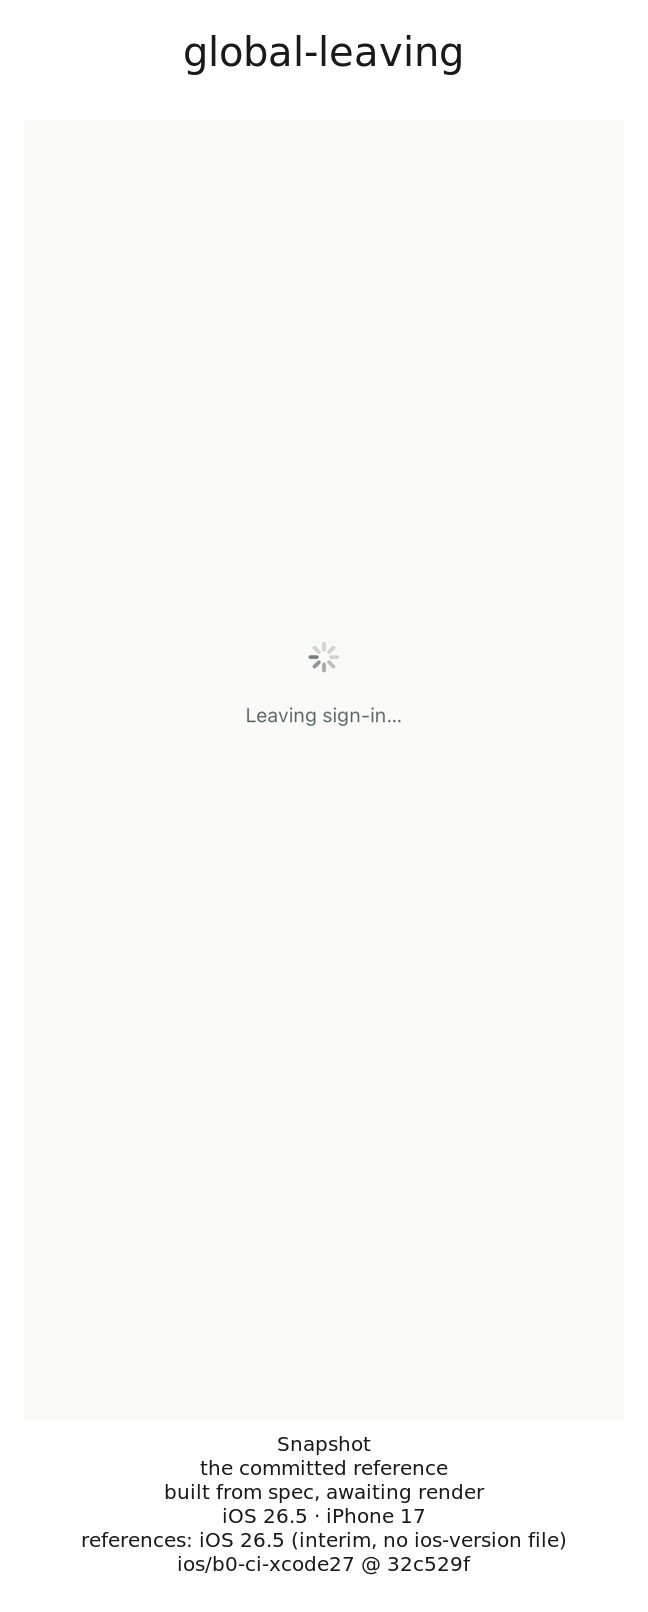 global-leaving
Leaving sign-in...
Snapshot
the committed reference
built from spec, awaiting render
iOS 26.5 · iPhone 17
references: iOS 26.5 (interim, no ios-version file)
ios/b0-ci-xcode27 @ 32c529f